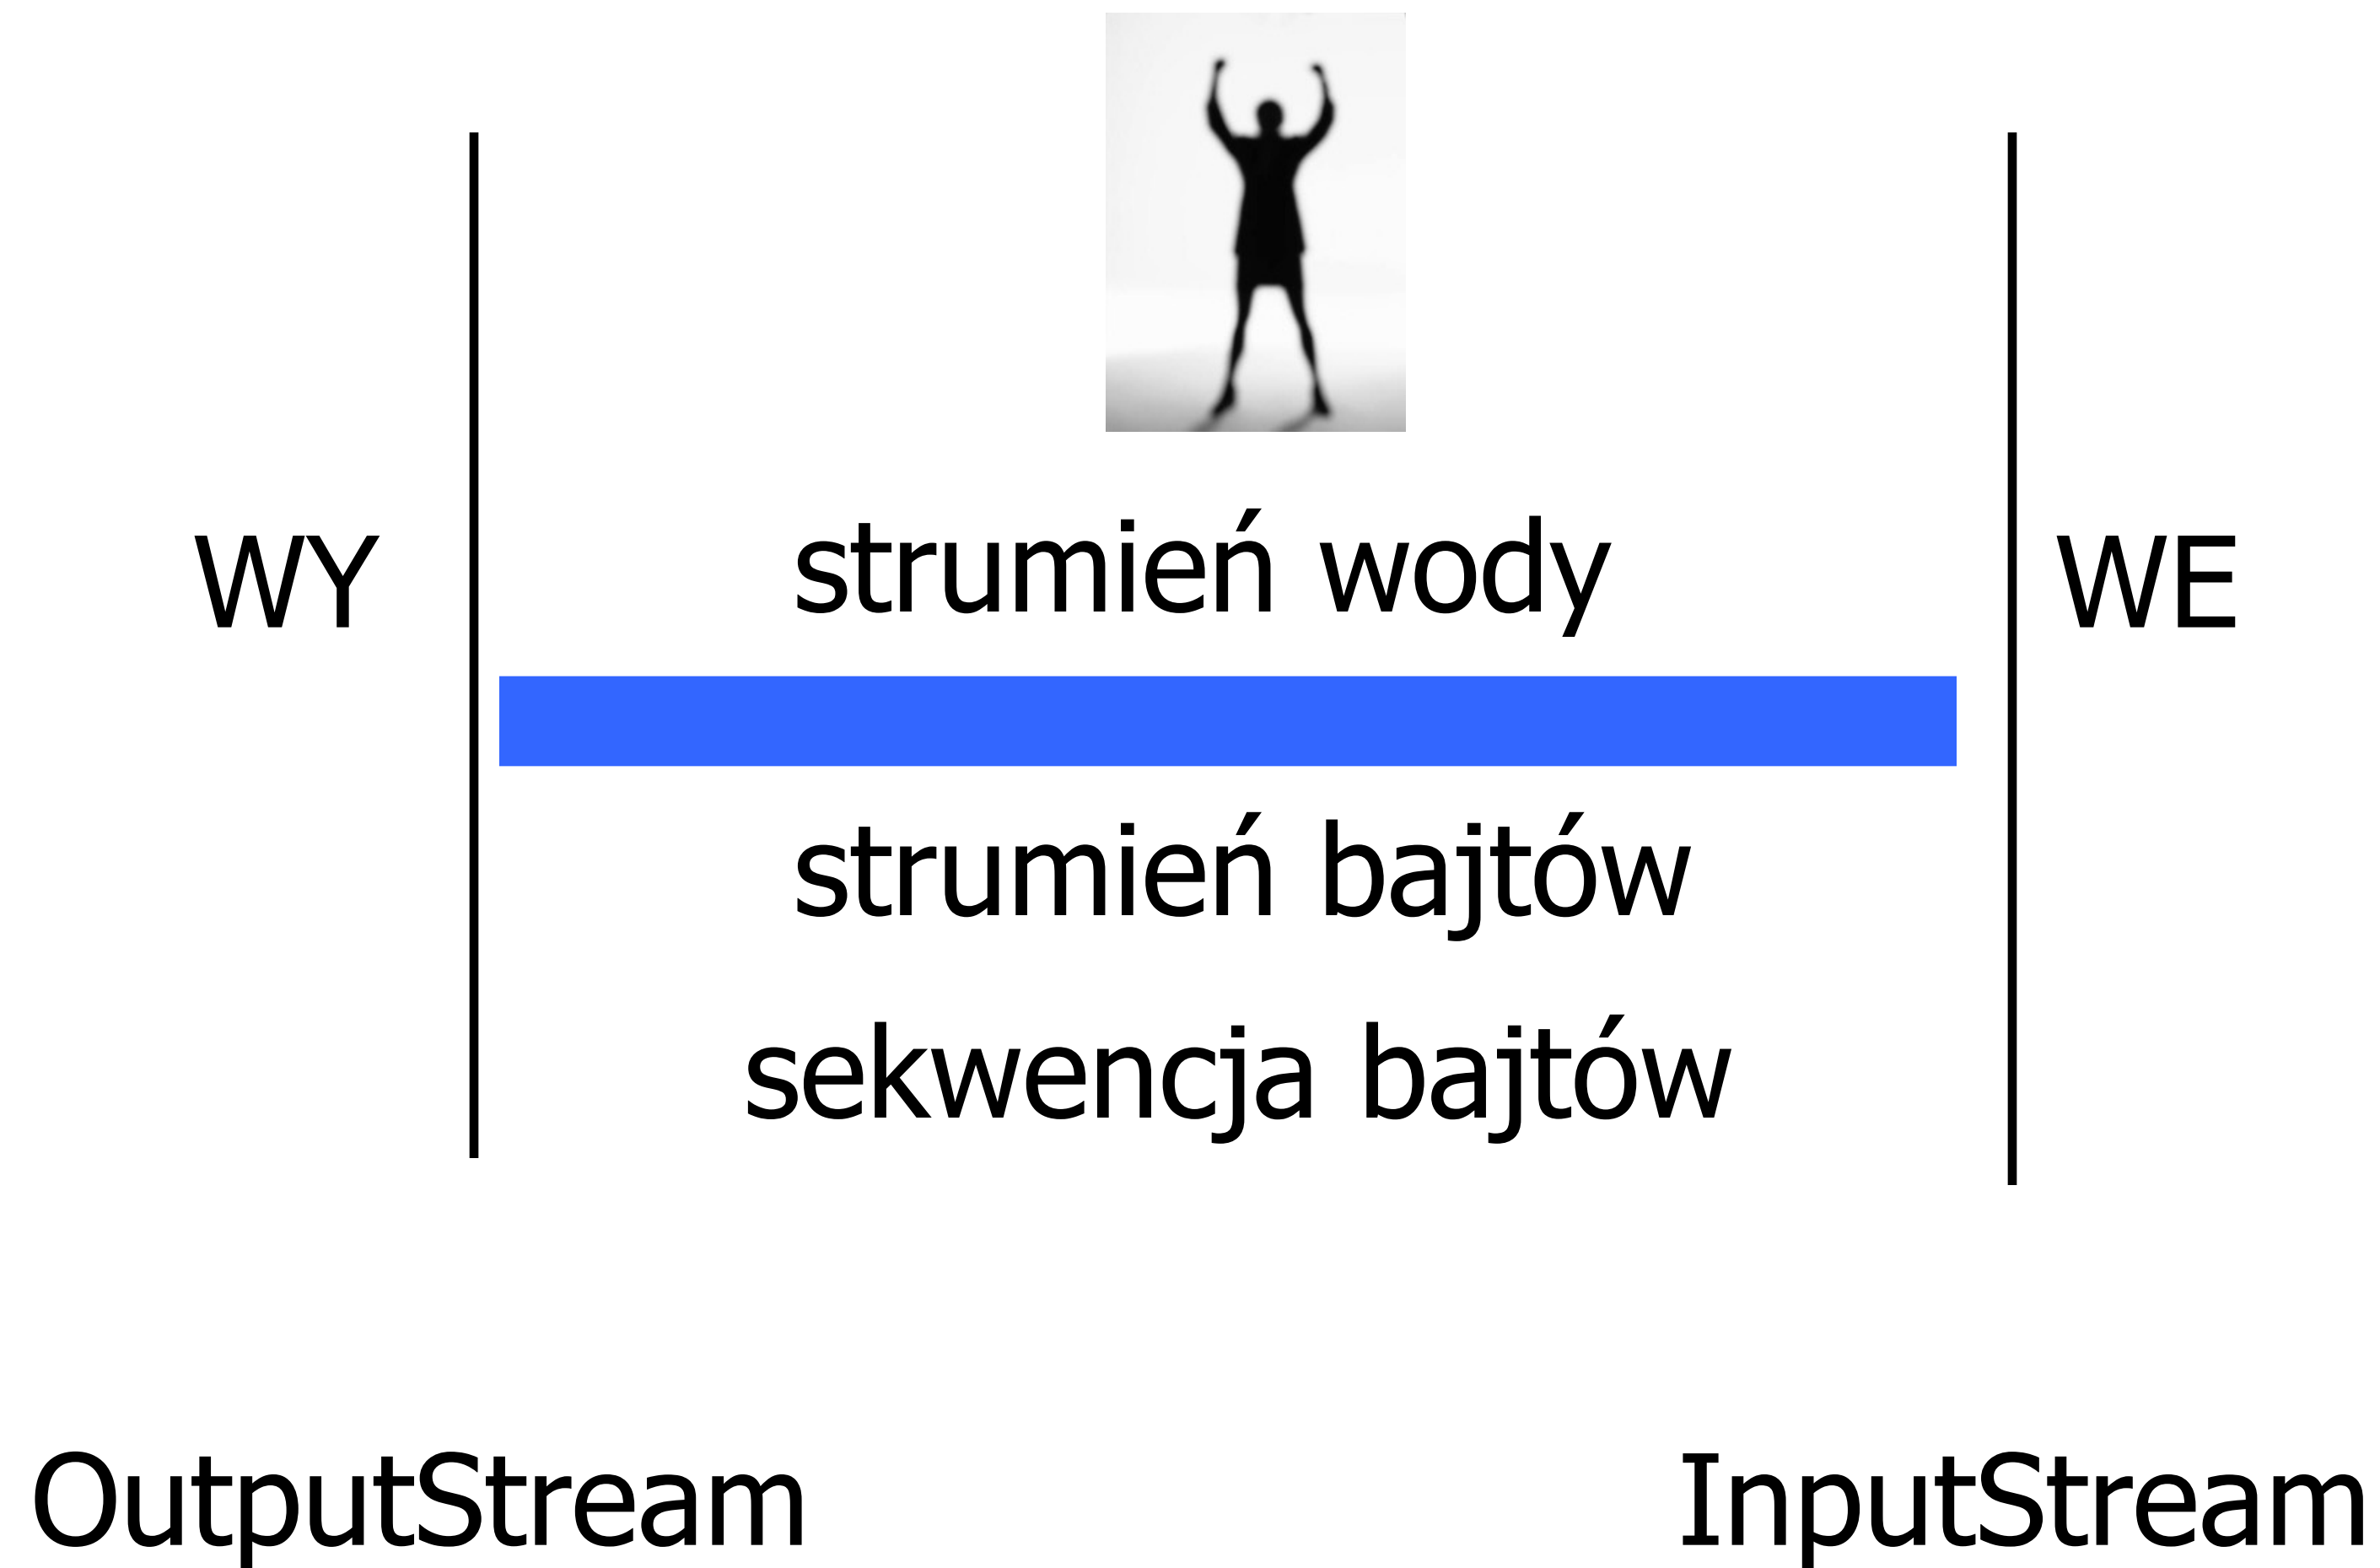 WY
strumień wody
WE
strumień bajtów
sekwencja bajtów
OutputStream
InputStream